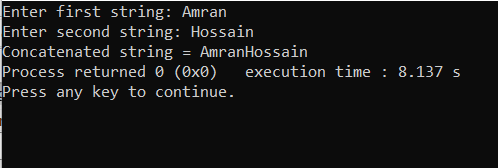 Enter first string: Amran
Enter second string: Hossain
Concatenated string = AmranHossain
Process returned 0 (0x0)   execution time : 8.137 s
Press any key to continue.